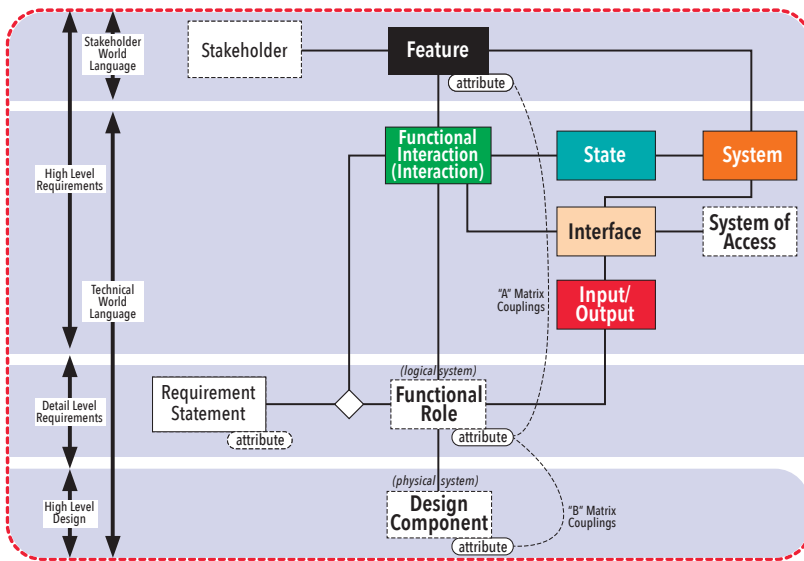 Stakeholder
World
Language
Stakeholder
Feature
attribute
High Level
Requirements
Functional
Interaction
(Interaction)
State
System
Interface
System of
Access
Technical
World
Language
"A" Matrix
Couplings
Input/
Output
(logical system)
Detail Level
Requirements
Requirement
Statement
attribute
Functional
Role
attribute
(physical system)
High Level
Design
Design
Component
attribute
"B" Matrix
Couplings